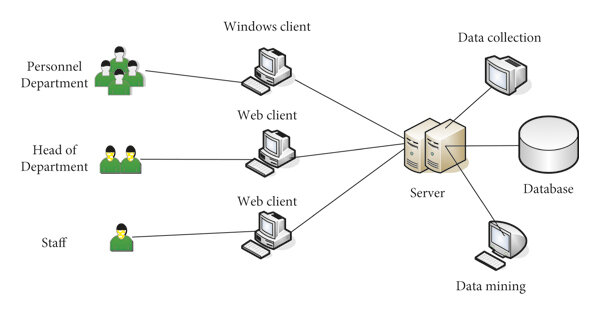 Windows client
Data collection
Personnel
Department
Web client
Head of
Department
Server
Database
Web client
Staff
Data mining